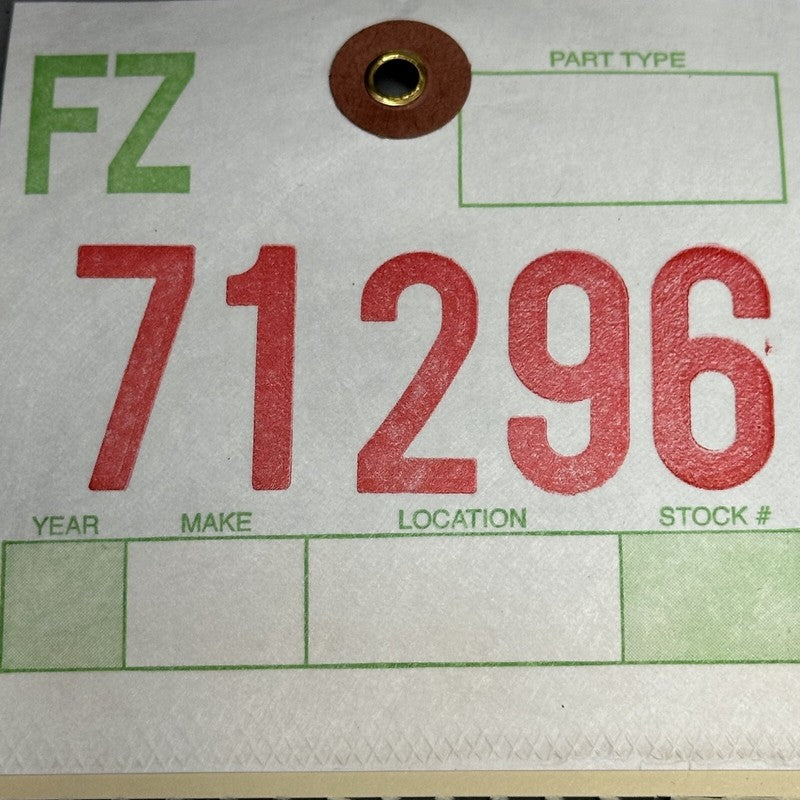 FZ
PART TYPE
71296
YEAR MAKE LOCATION STOCK #